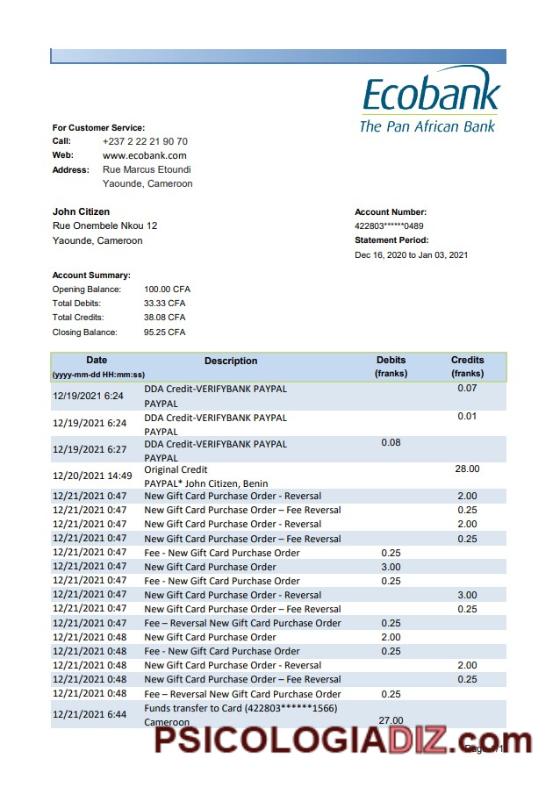 Ecobank
The Pan African Bank
For Customer Service:
Call: +237 2 22 21 90 70
Web: www.ecobank.com
Address: Rue Marcus Etoundi
Yaounde, Cameroon
John Citizen
Rue Onembele Nkou 12
Yaounde, Cameroon
Account Number:
422803******0489
Statement Period:
Dec 16, 2020 to Jan 03, 2021
Account Summary:
Opening Balance: 100.00 CFA
Total Debits: 33.33 CFA
Total Credits: 38.08 CFA
Closing Balance: 95.25 CFA
Date Description Debits Credits
(yyyy-mm-dd HH:mm:ss) (franks) (franks)
12/19/2021 6:24 DDA Credit-VERIFYBANK PAYPAL 0.07
PAYPAL
12/19/2021 6:24 DDA Credit-VERIFYBANK PAYPAL 0.01
PAYPAL
12/19/2021 6:27 DDA Credit-VERIFYBANK PAYPAL 0.08
PAYPAL
12/20/2021 14:49 Original Credit 28.00
PAYPAL* John Citizen, Benin
12/21/2021 0:47 New Gift Card Purchase Order - Reversal 2.00
12/21/2021 0:47 New Gift Card Purchase Order – Fee Reversal 0.25
12/21/2021 0:47 New Gift Card Purchase Order - Reversal 2.00
12/21/2021 0:47 New Gift Card Purchase Order – Fee Reversal 0.25
12/21/2021 0:47 Fee - New Gift Card Purchase Order 0.25
12/21/2021 0:47 New Gift Card Purchase Order 3.00
12/21/2021 0:47 Fee - New Gift Card Purchase Order 0.25
12/21/2021 0:47 New Gift Card Purchase Order - Reversal 3.00
12/21/2021 0:47 New Gift Card Purchase Order – Fee Reversal 0.25
12/21/2021 0:47 Fee – Reversal New Gift Card Purchase Order 0.25
12/21/2021 0:48 New Gift Card Purchase Order 2.00
12/21/2021 0:48 Fee - New Gift Card Purchase Order 0.25
12/21/2021 0:48 New Gift Card Purchase Order - Reversal 2.00
12/21/2021 0:48 New Gift Card Purchase Order – Fee Reversal 0.25
12/21/2021 0:48 Fee – Reversal New Gift Card Purchase Order 0.25
12/21/2021 6:44 Funds transfer to Card (422803******1566)
Cameroon 27.00
PSICOLOGIADIZ.com